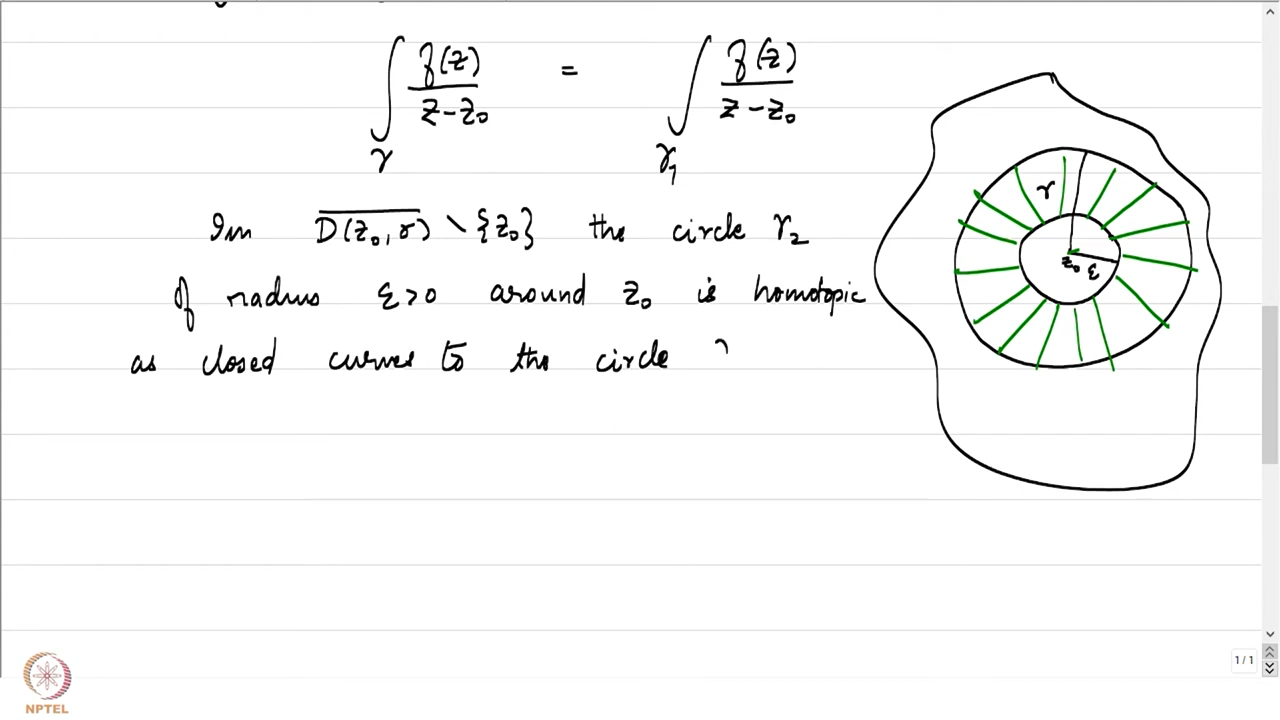 ∫_γ f(z)/(z-z₀) = ∫_γ₁ f(z)/(z-z₀)
In D̅(̅z̅₀̅,̅ ̅r̅)̅ \ {z₀} the circle γ₂
of radius ε>0 around z₀ is homotopic
as closed curves to the circle
r
z₀ ε
1 / 1
NPTEL